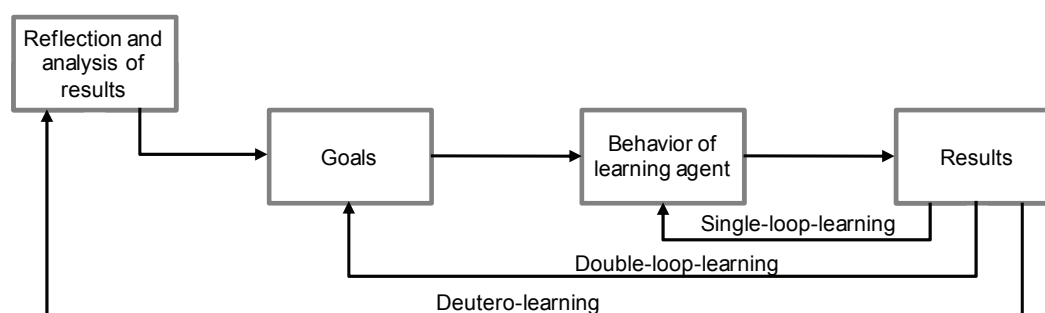 Reflection and
analysis of
results
Goals
Behavior of
learning agent
Results
Single-loop-learning
Double-loop-learning
Deutero-learning